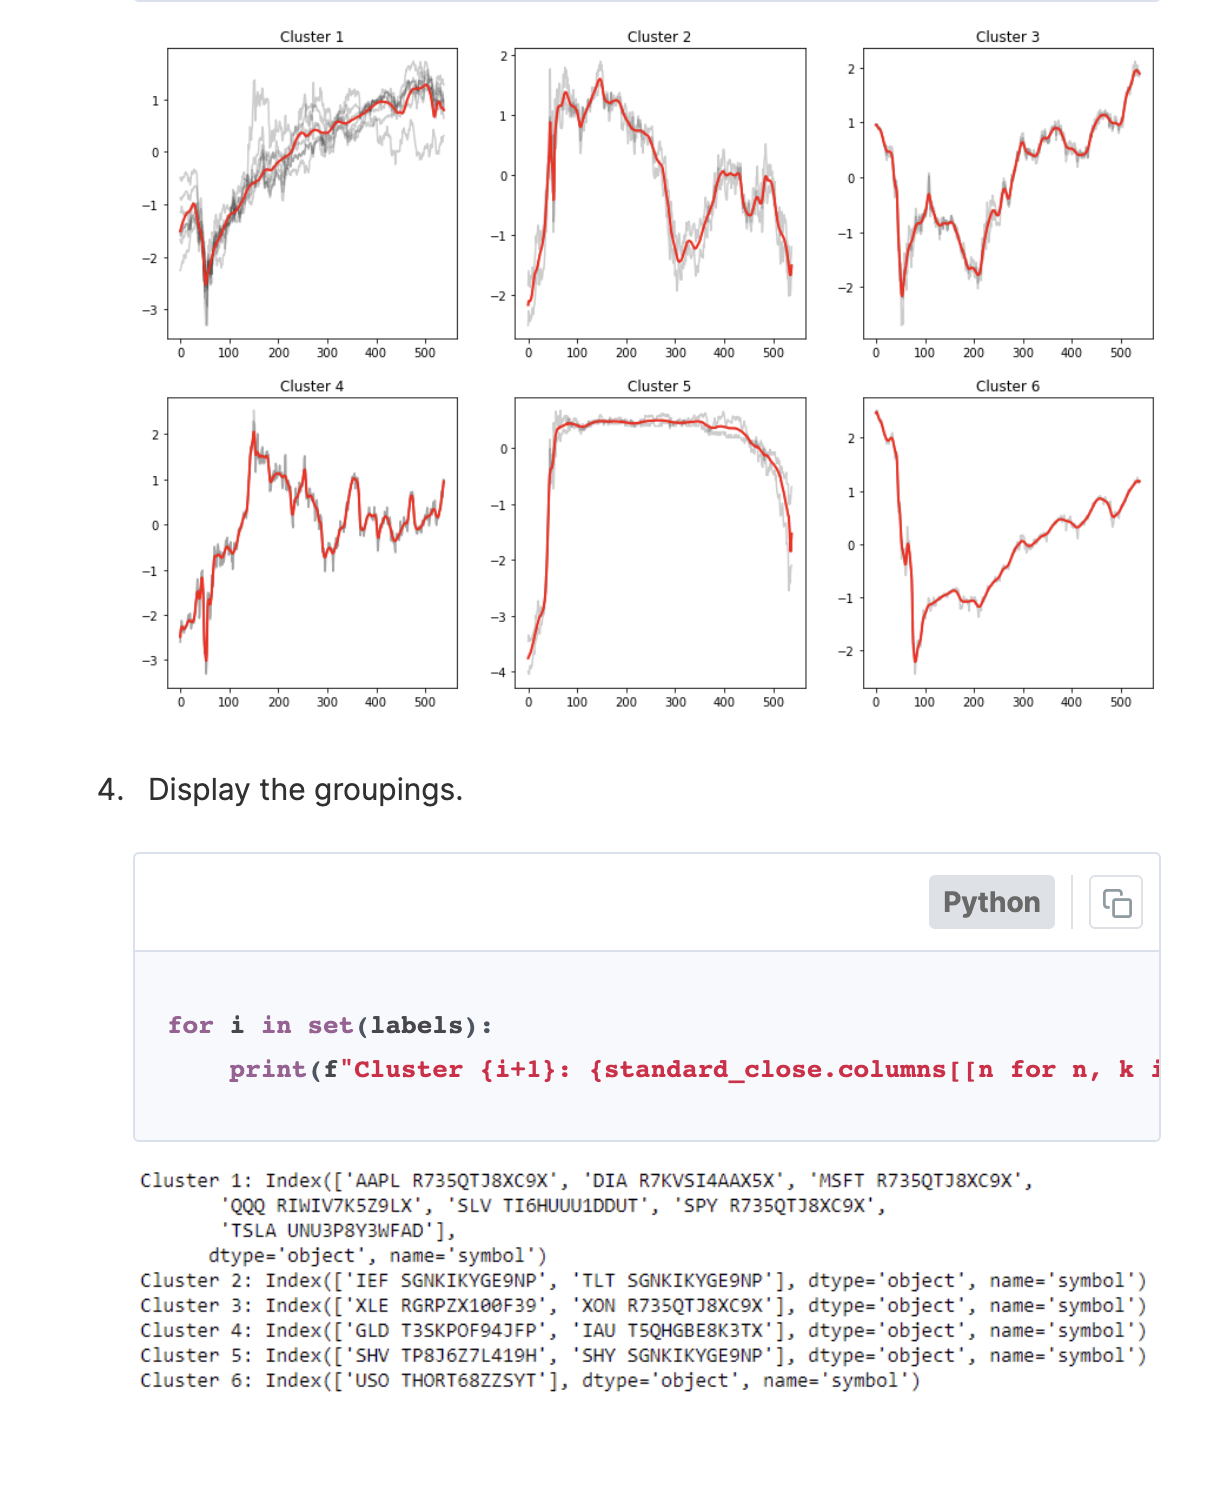 Cluster 1
Cluster 2
Cluster 3
1
0
−1
−2
−3
0 100 200 300 400 500
2
1
0
−1
−2
0 100 200 300 400 500
2
1
0
−1
−2
0 100 200 300 400 500
Cluster 4
Cluster 5
Cluster 6
2
1
0
−1
−2
−3
0 100 200 300 400 500
0
−1
−2
−3
−4
0 100 200 300 400 500
2
1
0
−1
−2
0 100 200 300 400 500
4. Display the groupings.
Python
for i in set(labels):
print(f"Cluster {i+1}: {standard_close.columns[[n for n, k i
Cluster 1: Index(['AAPL R735QTJ8XC9X', 'DIA R7KVSI4AAX5X', 'MSFT R735QTJ8XC9X',
'QQQ RIWIV7K5Z9LX', 'SLV TI6HUUU1DDUT', 'SPY R735QTJ8XC9X',
'TSLA UNU3P8Y3WFAD'],
dtype='object', name='symbol')
Cluster 2: Index(['IEF SGNKIKYGE9NP', 'TLT SGNKIKYGE9NP'], dtype='object', name='symbol')
Cluster 3: Index(['XLE RGRPZX100F39', 'XON R735QTJ8XC9X'], dtype='object', name='symbol')
Cluster 4: Index(['GLD T3SKPOF94JFP', 'IAU T5QHGBE8K3TX'], dtype='object', name='symbol')
Cluster 5: Index(['SHV TP8J6Z7L419H', 'SHY SGNKIKYGE9NP'], dtype='object', name='symbol')
Cluster 6: Index(['USO THORT68ZZSYT'], dtype='object', name='symbol')